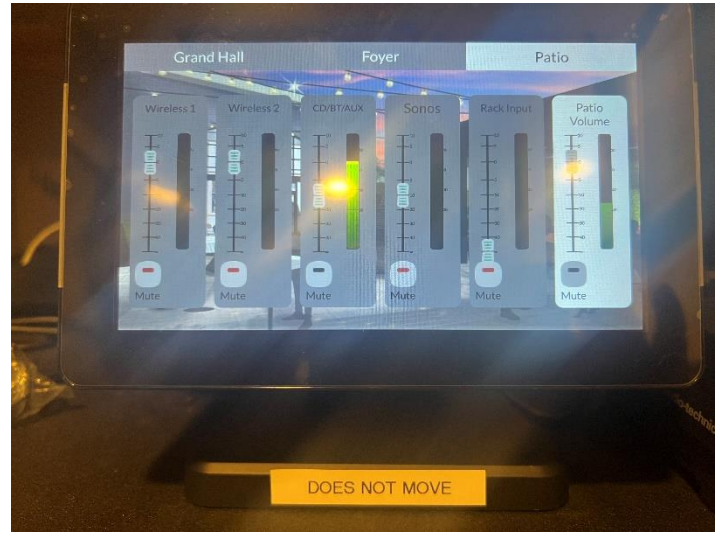 Grand Hall
Foyer
Patio
Wireless 1
Wireless 2
CD/BT/AUX
Sonos
Rack Input
Patio
Volume
Mute
Mute
Mute
Mute
Mute
Mute
DOES NOT MOVE